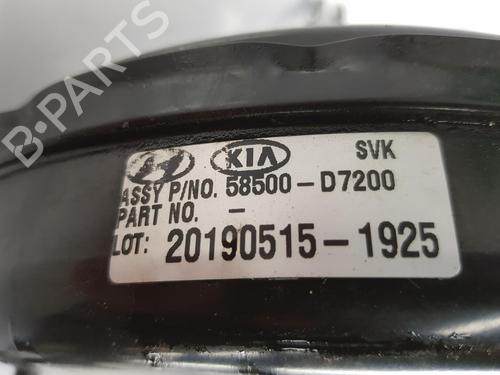 B-PARTS
KIA SVK
ASSY P/NO. 58500-D7200
PART NO. -
LOT: 20190515-1925